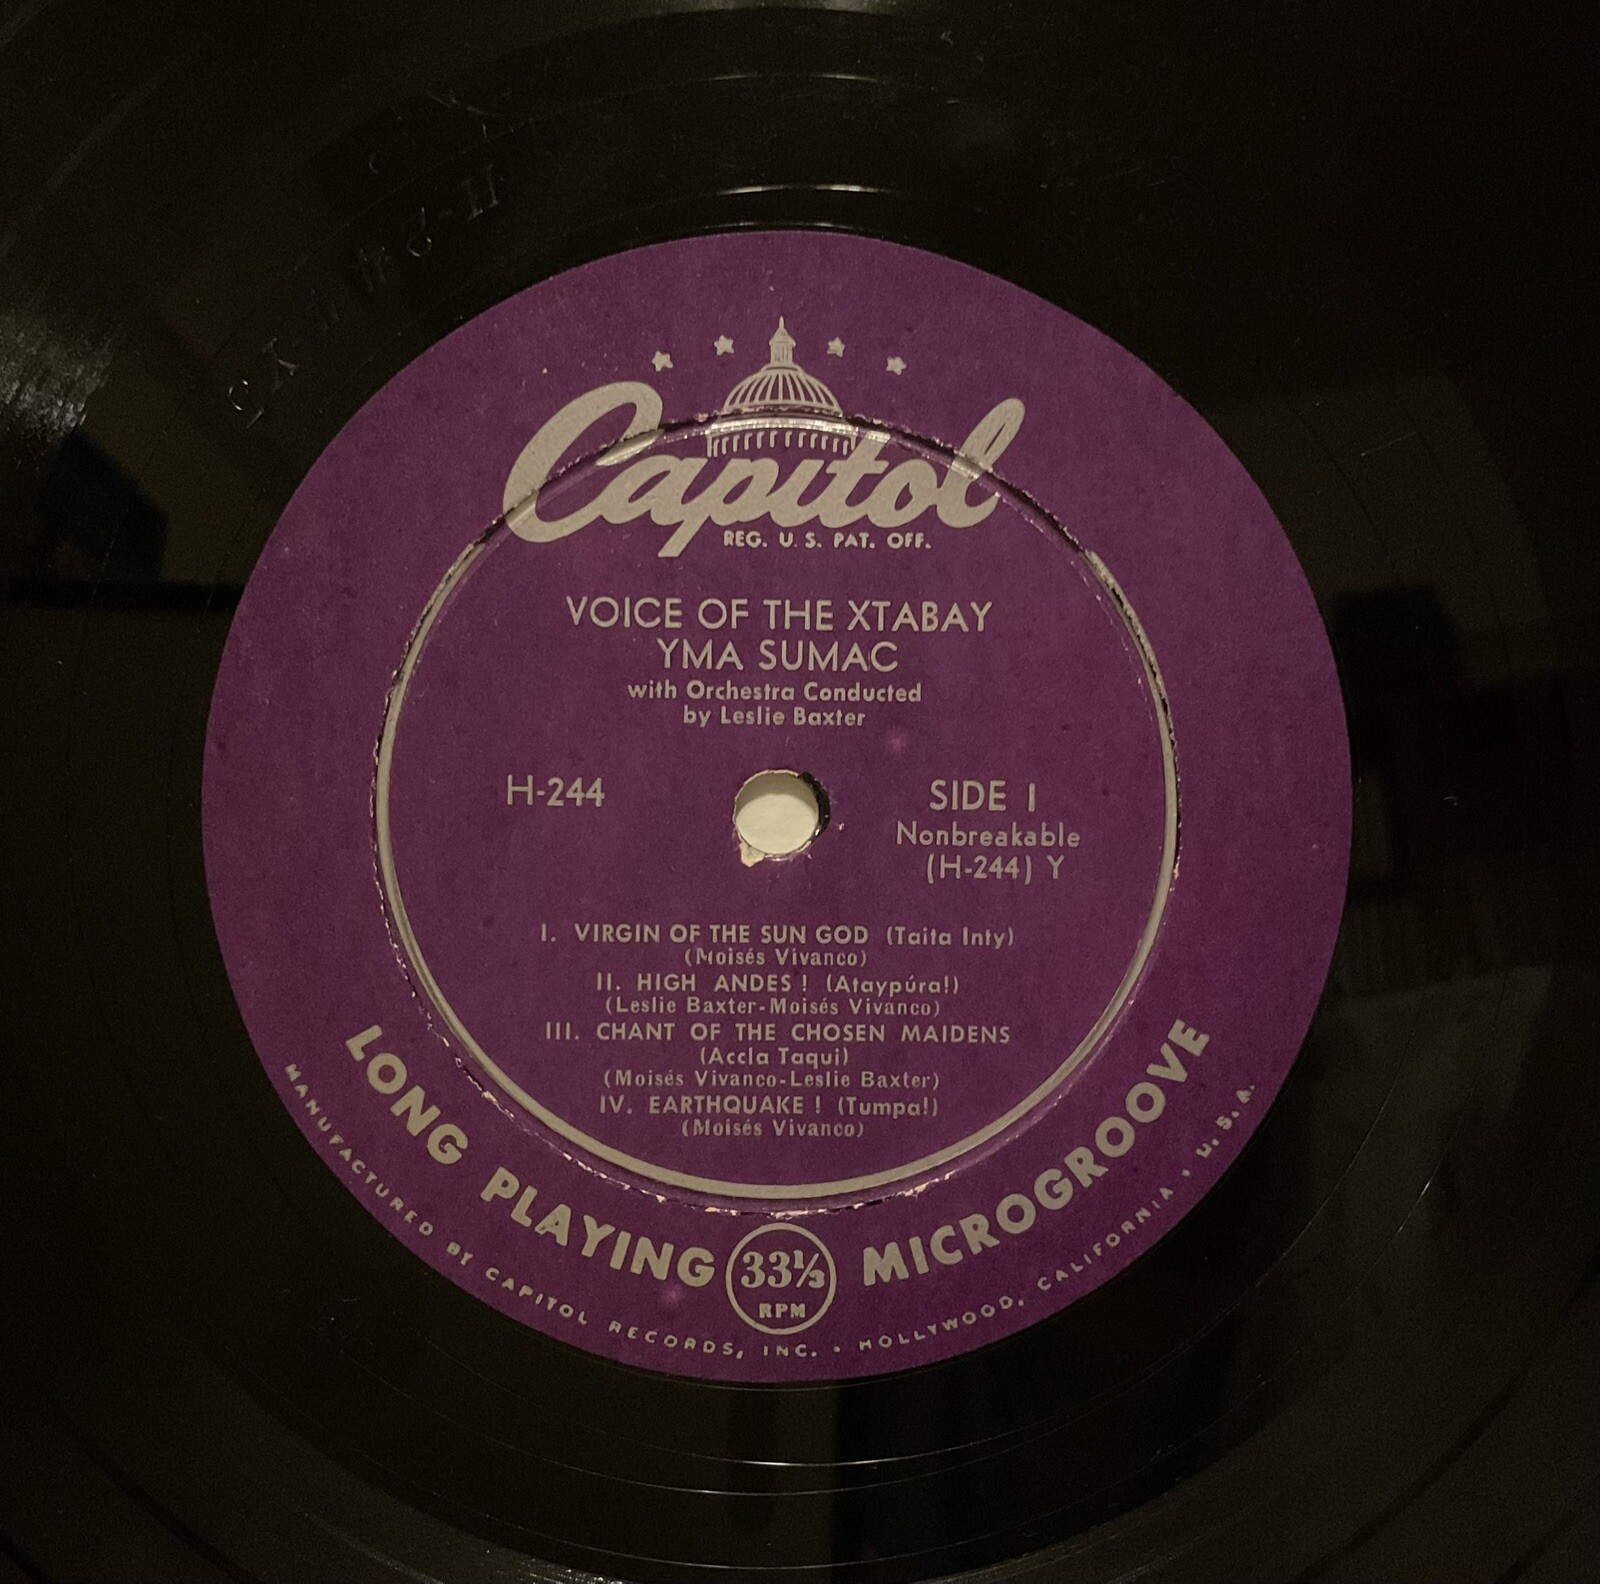 Capitol
REG. U. S. PAT. OFF.
VOICE OF THE XTABAY
YMA SUMAC
with Orchestra Conducted
by Leslie Baxter
H-244
SIDE 1
Nonbreakable
(H-244) Y
I. VIRGIN OF THE SUN GOD (Taita Inty)
(Moisés Vivanco)
II. HIGH ANDES ! (Ataypúra!)
(Leslie Baxter-Moisés Vivanco)
III. CHANT OF THE CHOSEN MAIDENS
(Accla Taqui)
(Moisés Vivanco-Leslie Baxter)
IV. EARTHQUAKE ! (Tumpa!)
(Moisés Vivanco)
LONG PLAYING 33⅓ RPM MICROGROOVE
MANUFACTURED BY CAPITOL RECORDS, INC. • HOLLYWOOD, CALIFORNIA • U. S. A.